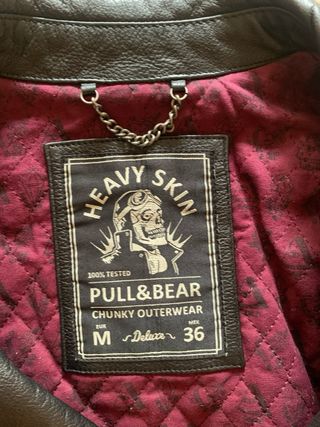 HEAVY SKIN
100% TESTED
PULL&BEAR
CHUNKY OUTERWEAR
EUR MEX
M Deluxe 36